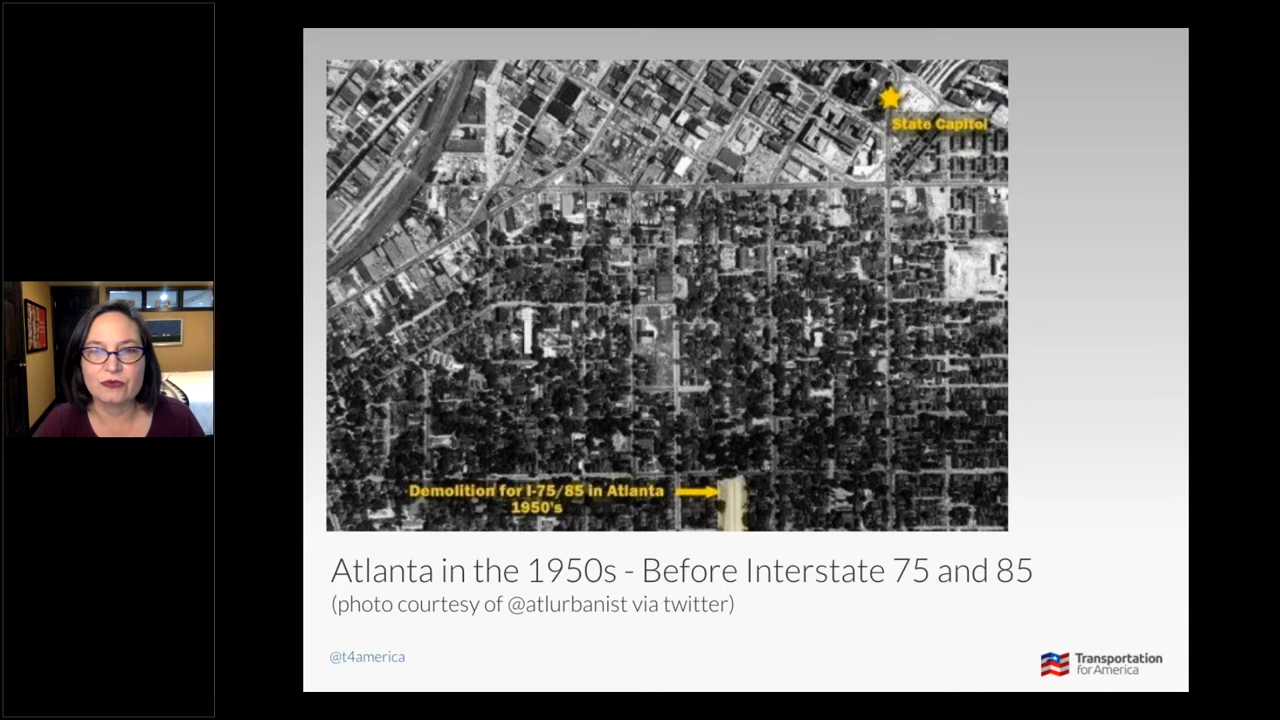 State Capitol
Demolition for I-75/85 in Atlanta
1950's
Atlanta in the 1950s - Before Interstate 75 and 85
(photo courtesy of @atlurbanist via twitter)
@t4america
Transportation
for America